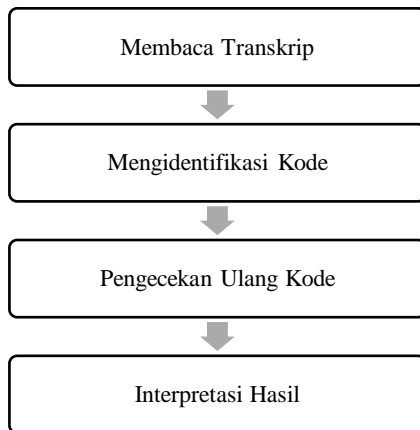 Membaca Transkrip
Mengidentifikasi Kode
Pengecekan Ulang Kode
Interpretasi Hasil